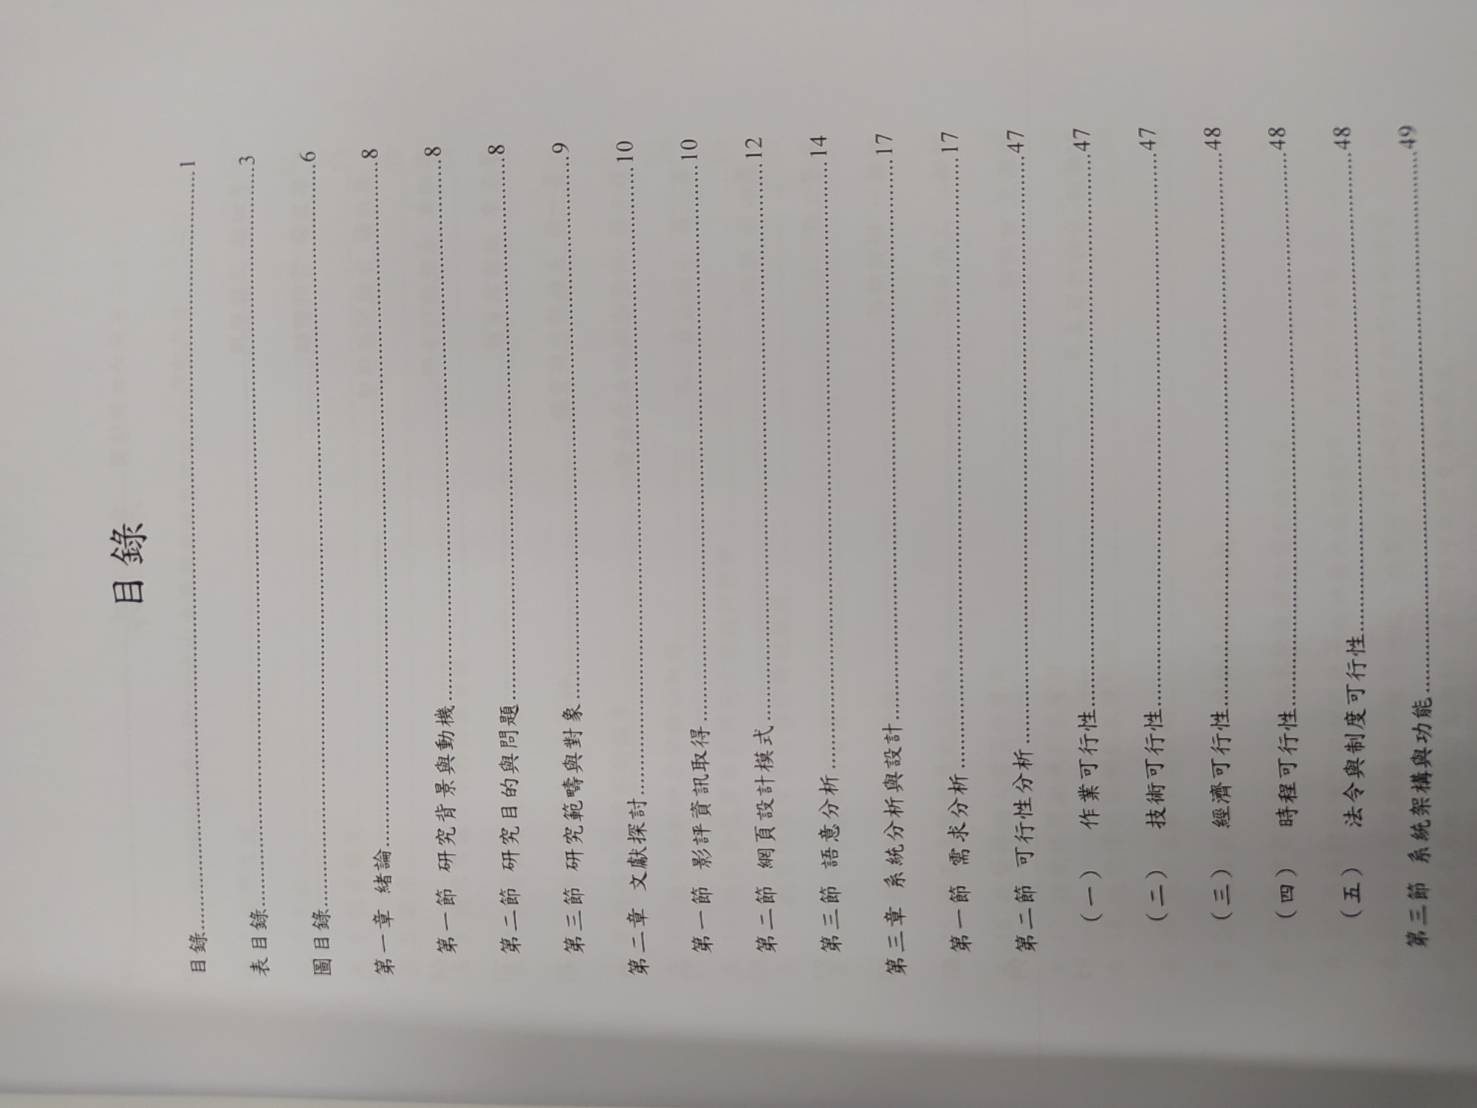 目錄
目錄........................1
表目錄........................3
圖目錄........................6
第一章 緒論........................8
第一節 研究背景與動機........................8
第二節 研究目的與問題........................8
第三節 研究範疇與對象........................9
第二章 文獻探討........................10
第一節 影評資訊取得........................10
第二節 網頁設計模式........................12
第三節 語意分析........................14
第三章 系統分析與設計........................17
第一節 需求分析........................17
第二節 可行性分析........................47
（一） 作業可行性........................47
（二） 技術可行性........................47
（三） 經濟可行性........................48
（四） 時程可行性........................48
（五） 法令與制度可行性........................48
第三節 系統架構與功能........................49